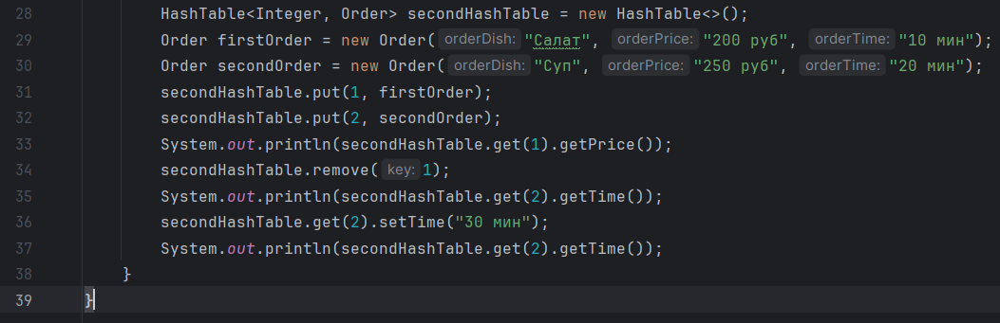 28 HashTable<Integer, Order> secondHashTable = new HashTable<>();
29 Order firstOrder = new Order( orderDish: "Салат", orderPrice: "200 руб", orderTime: "10 мин");
30 Order secondOrder = new Order( orderDish: "Суп", orderPrice: "250 руб", orderTime: "20 мин");
31 secondHashTable.put(1, firstOrder);
32 secondHashTable.put(2, secondOrder);
33 System.out.println(secondHashTable.get(1).getPrice());
34 secondHashTable.remove( key: 1);
35 System.out.println(secondHashTable.get(2).getTime());
36 secondHashTable.get(2).setTime("30 мин");
37 System.out.println(secondHashTable.get(2).getTime());
38 }
39 }